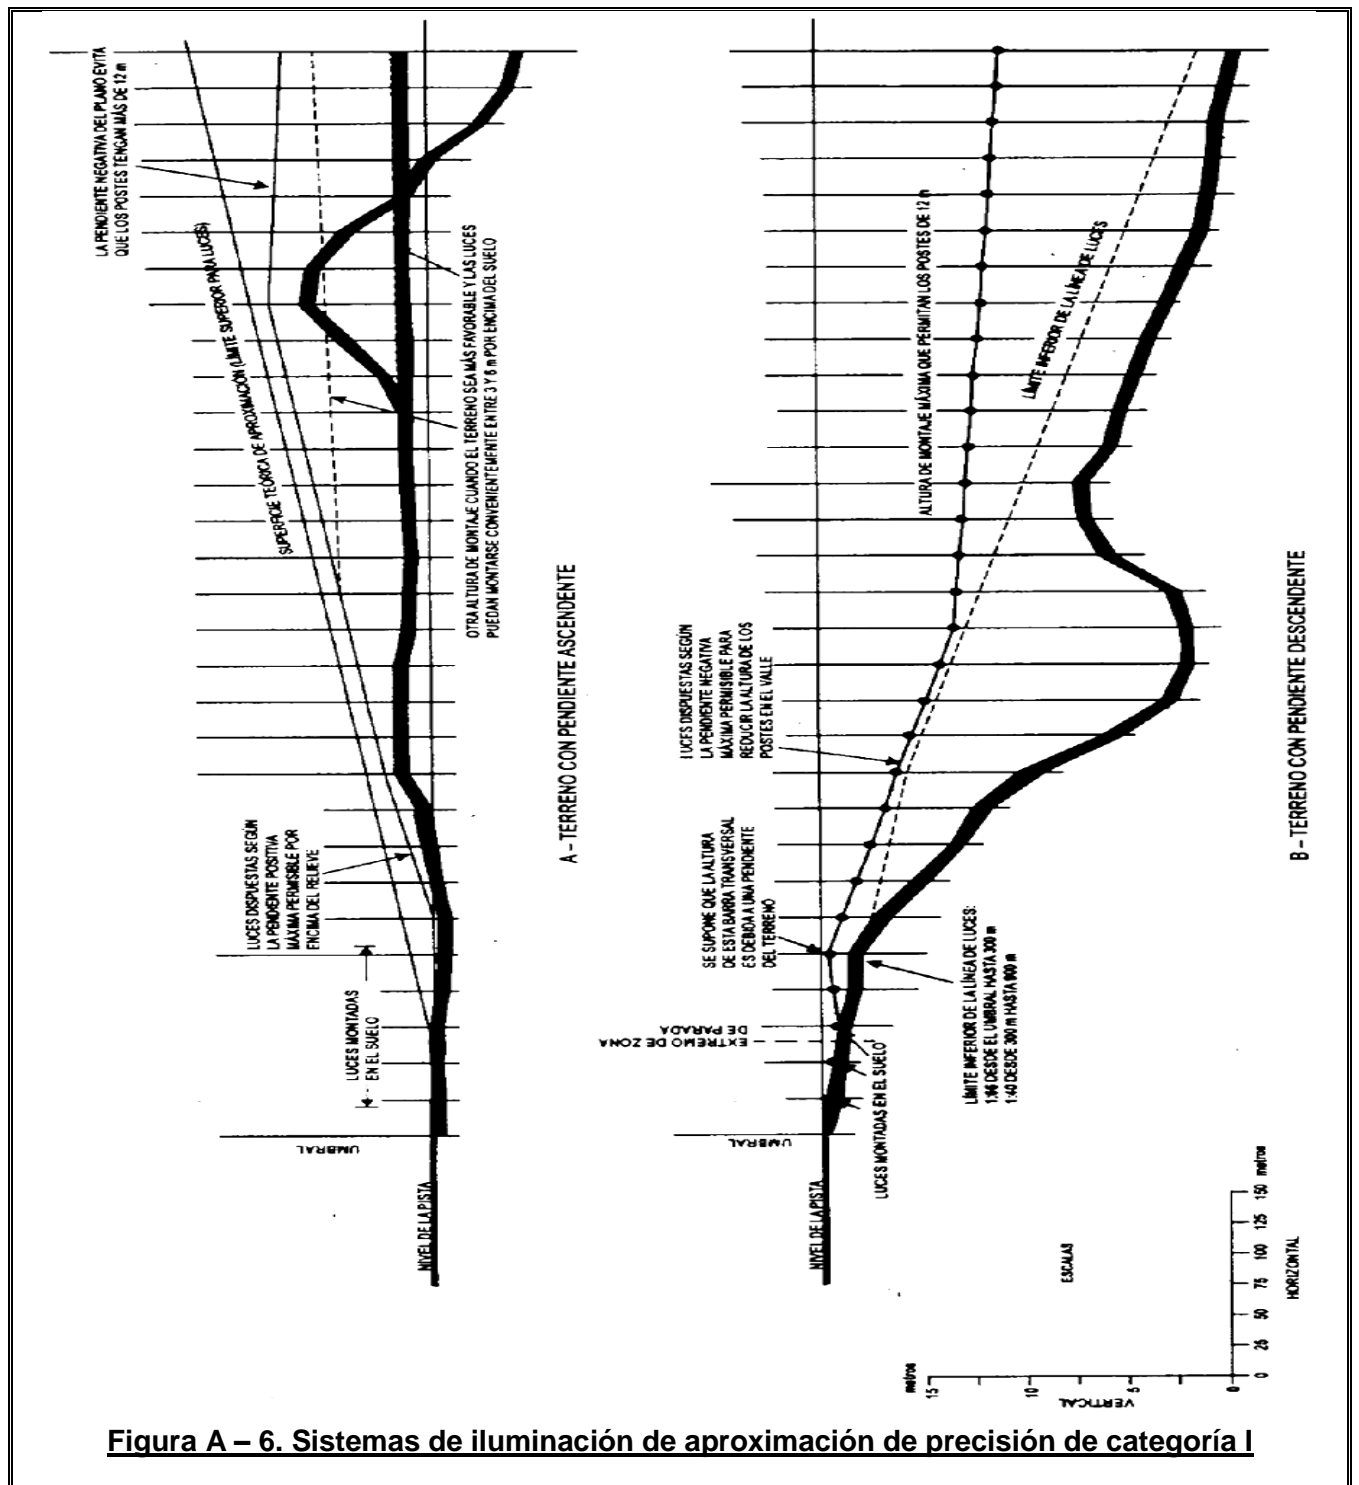 LA PENDIENTE NEGATIVA DEL PLANO EVITA
QUE LOS POSTES TENGAN MÁS DE 12 m
SUPERFICIE TEÓRICA DE APROXIMACIÓN (LÍMITE SUPERIOR PARA LUCES)
OTRA ALTURA DE MONTAJE CUANDO EL TERRENO SEA MÁS FAVORABLE Y LAS LUCES
PUEDAN MONTARSE CONVENIENTEMENTE ENTRE 3 Y 6 m POR ENCIMA DEL SUELO
LUCES DISPUESTAS SEGÚN
LA PENDIENTE POSITIVA
MÁXIMA PERMISIBLE POR
ENCIMA DEL RELIEVE
LUCES MONTADAS
EN EL SUELO
UMBRAL
NIVEL DE LA PISTA
A – TERRENO CON PENDIENTE ASCENDENTE
ALTURA DE MONTAJE MÁXIMA QUE PERMITAN LOS POSTES DE 12 m
LÍMITE INFERIOR DE LA LÍNEA DE LUCES
LUCES DISPUESTAS SEGÚN
LA PENDIENTE NEGATIVA
MÁXIMA PERMISIBLE PARA
REDUCIR LA ALTURA DE LOS
POSTES EN EL VALLE
SE SUPONE QUE LA ALTURA
DE ESTA BARRA TRANSVERSAL
ES DEBIDA A UNA PENDIENTE
DEL TERRENO
EXTREMO DE ZONA
DE PARADA
LUCES MONTADAS EN EL SUELO
UMBRAL
NIVEL DE LA PISTA
LÍMITE INFERIOR DE LA LÍNEA DE LUCES:
1:66 DESDE EL UMBRAL HASTA 300 m
1:40 DESDE 300 m HASTA 900 m
B – TERRENO CON PENDIENTE DESCENDENTE
ESCALAS
metros
15
10
5
0
VERTICAL
0 25 50 75 100 125 150 metros
HORIZONTAL
Figura A – 6. Sistemas de iluminación de aproximación de precisión de categoría I